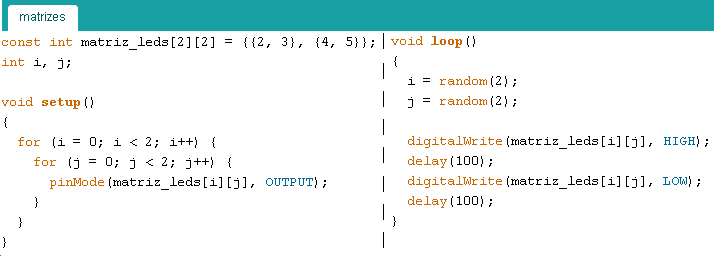 matrizes
const int matriz_leds[2][2] = {{2, 3}, {4, 5}};
int i, j;
void setup()
{
  for (i = 0; i < 2; i++) {
    for (j = 0; j < 2; j++) {
      pinMode(matriz_leds[i][j], OUTPUT);
    }
  }
}
void loop()
{
  i = random(2);
  j = random(2);
  digitalWrite(matriz_leds[i][j], HIGH);
  delay(100);
  digitalWrite(matriz_leds[i][j], LOW);
  delay(100);
}